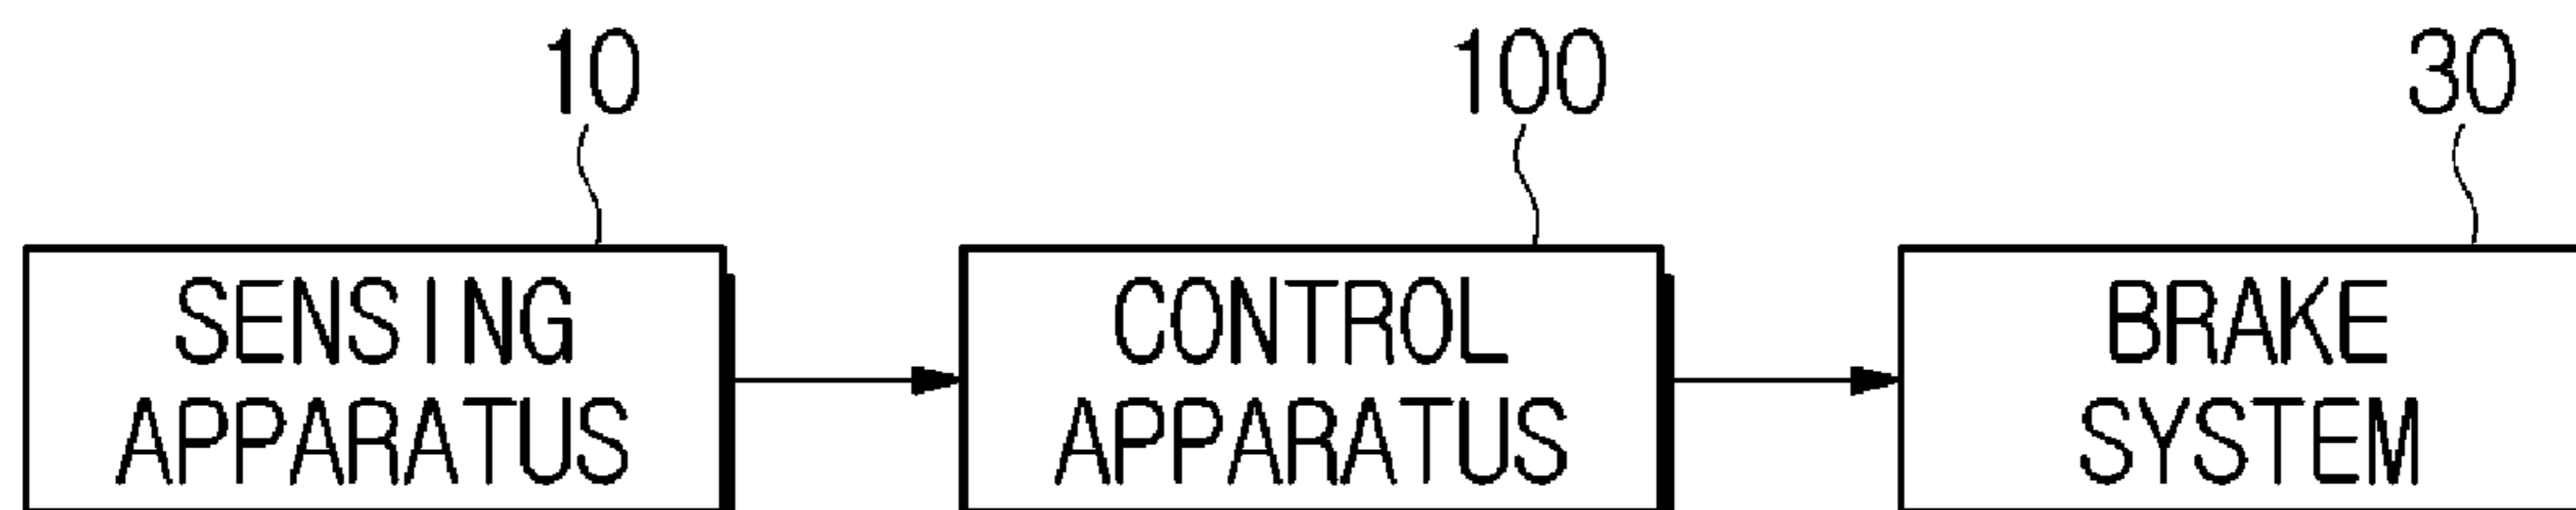 10
100
30
SENSING
APPARATUS
CONTROL
APPARATUS
BRAKE
SYSTEM